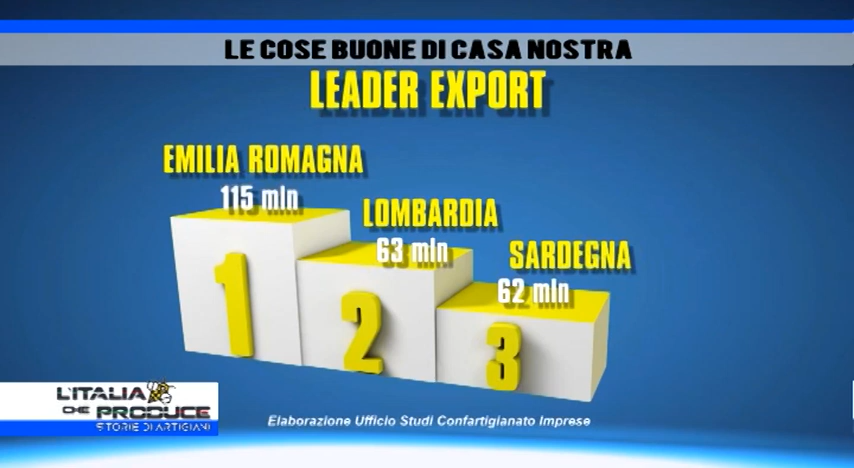 LE COSE BUONE DI CASA NOSTRA
LEADER EXPORT
EMILIA ROMAGNA
115 mln
LOMBARDIA
63 mln
SARDEGNA
62 mln
1
2
3
L'ITALIA
CHE PRODUCE
STORIE DI ARTIGIANI
Elaborazione Ufficio Studi Confartigianato Imprese